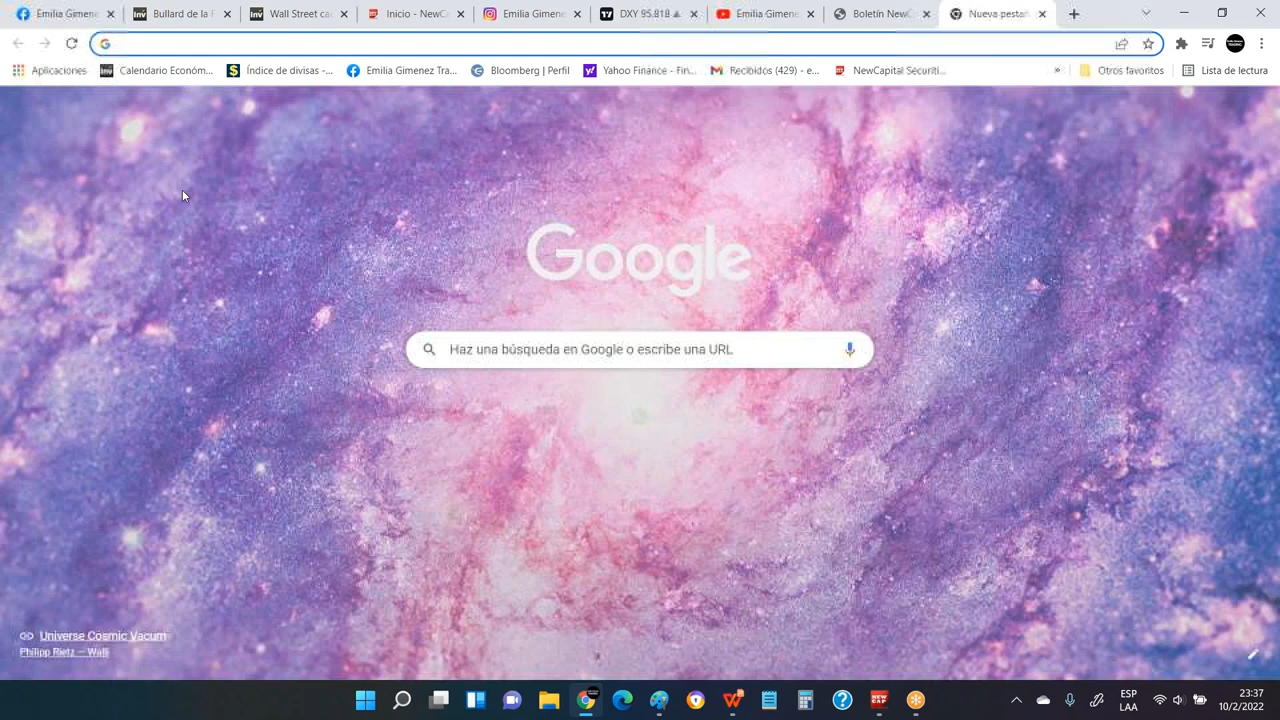 Emilia Gimene
Bullard de la F
Wall Street ca
Inicio - NewC
Emilia Gimene
DXY 95.818
Emilia Gimene
Boletín NewC
Nueva pestañ
Aplicaciones
Calendario Económ...
Índice de divisas -...
Emilia Gimenez Tra...
Bloomberg | Perfil
Yahoo Finance - Fin...
Recibidos (429) - e...
NewCapital Securiti...
»
Otros favoritos
Lista de lectura
Google
Haz una búsqueda en Google o escribe una URL
Universe Cosmic Vacum
Philipp Rietz — Walli
ESP
LAA
23:37
10/2/2022